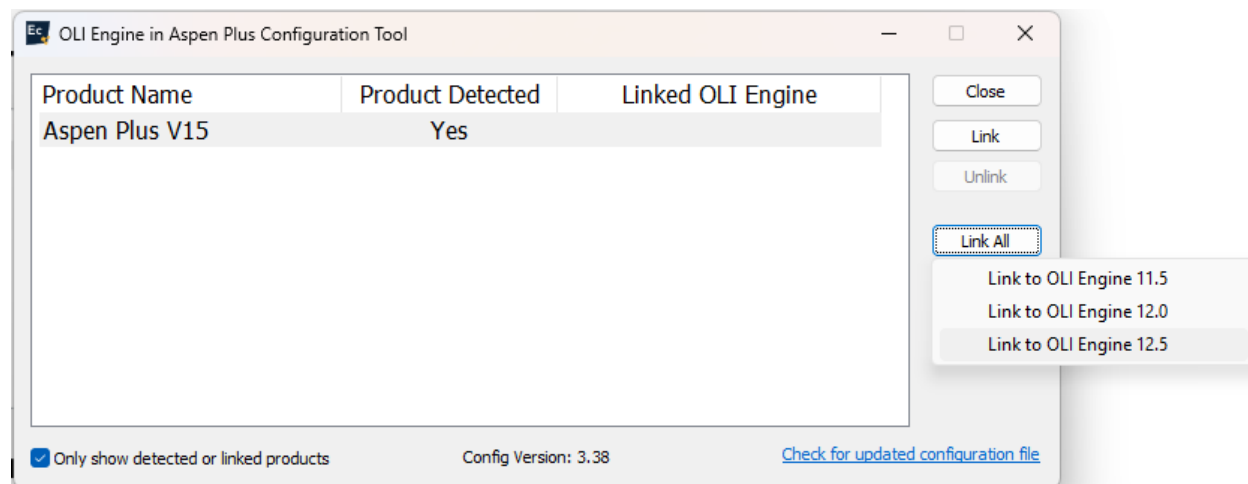 Ec
OLI Engine in Aspen Plus Configuration Tool
Product Name Product Detected Linked OLI Engine
Aspen Plus V15 Yes
Close
Link
Unlink
Link All
Link to OLI Engine 11.5
Link to OLI Engine 12.0
Link to OLI Engine 12.5
Only show detected or linked products Config Version: 3.38 Check for updated configuration file